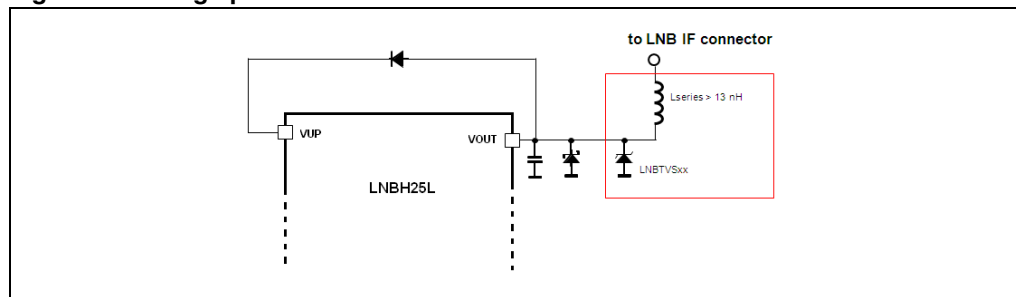 to LNB IF connector
Lseries > 13 nH
VUP
VOUT
LNBTVSxx
LNBH25L